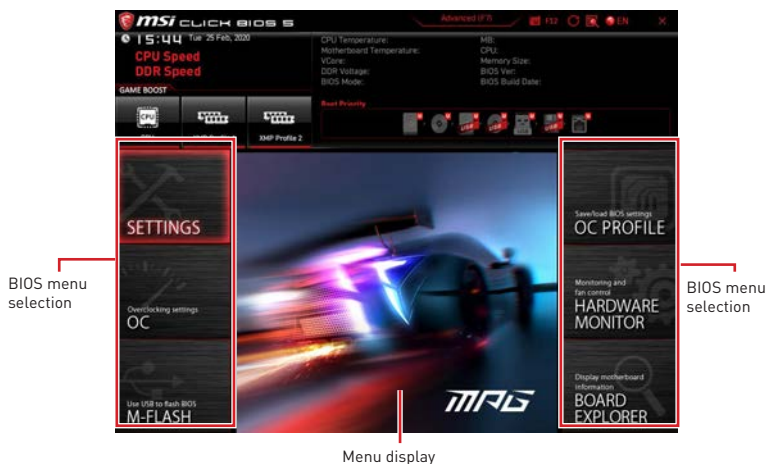 msi CLICK BIOS 5
Advanced (F7)
F12
EN
X
15:44 Tue 25 Feb, 2020
CPU Speed
DDR Speed
CPU Temperature:
Motherboard Temperature:
VCore:
DDR Voltage:
BIOS Mode:
MB:
CPU:
Memory Size:
BIOS Ver:
BIOS Build Date:
GAME BOOST
CPU
XMP Profile 2
Boot Priority
USB
USB
USB
USB
SETTINGS
Overclocking settings
OC
Use USB to flash BIOS
M-FLASH
Save/load BIOS settings
OC PROFILE
Monitoring and
fan control
HARDWARE
MONITOR
Display motherboard
information
BOARD
EXPLORER
MPG
BIOS menu
selection
BIOS menu
selection
Menu display